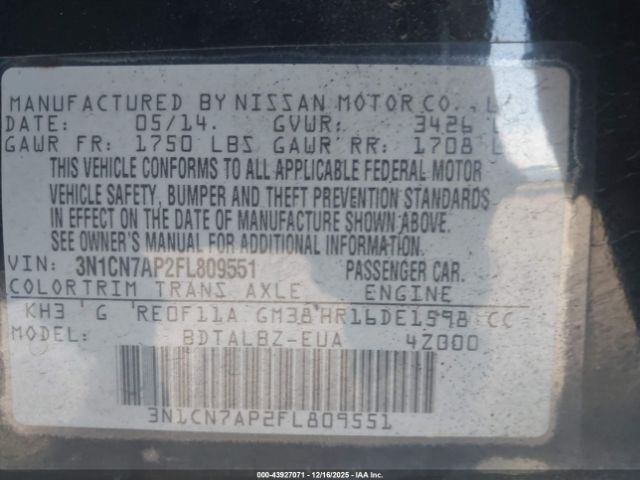 MANUFACTURED BY NISSAN MOTOR CO., L
DATE: 05/14. GVWR: 3426 L
GAWR FR: 1750 LBS GAWR RR: 1708 L
THIS VEHICLE CONFORMS TO ALL APPLICABLE FEDERAL MOTOR
VEHICLE SAFETY, BUMPER AND THEFT PREVENTION STANDARDS
IN EFFECT ON THE DATE OF MANUFACTURE SHOWN ABOVE.
SEE OWNER'S MANUAL FOR ADDITIONAL INFORMATION.
VIN: 3N1CN7AP2FL809551 PASSENGER CAR.
COLORTRIM TRANS AXLE ENGINE
KH3 G RE0F11A GM38 HR16DE1598 CC
MODEL: BDTALBZ-EUA 4Z000
3N1CN7AP2FL809551
000-43927071 - 12/16/2025 - IAAI.com